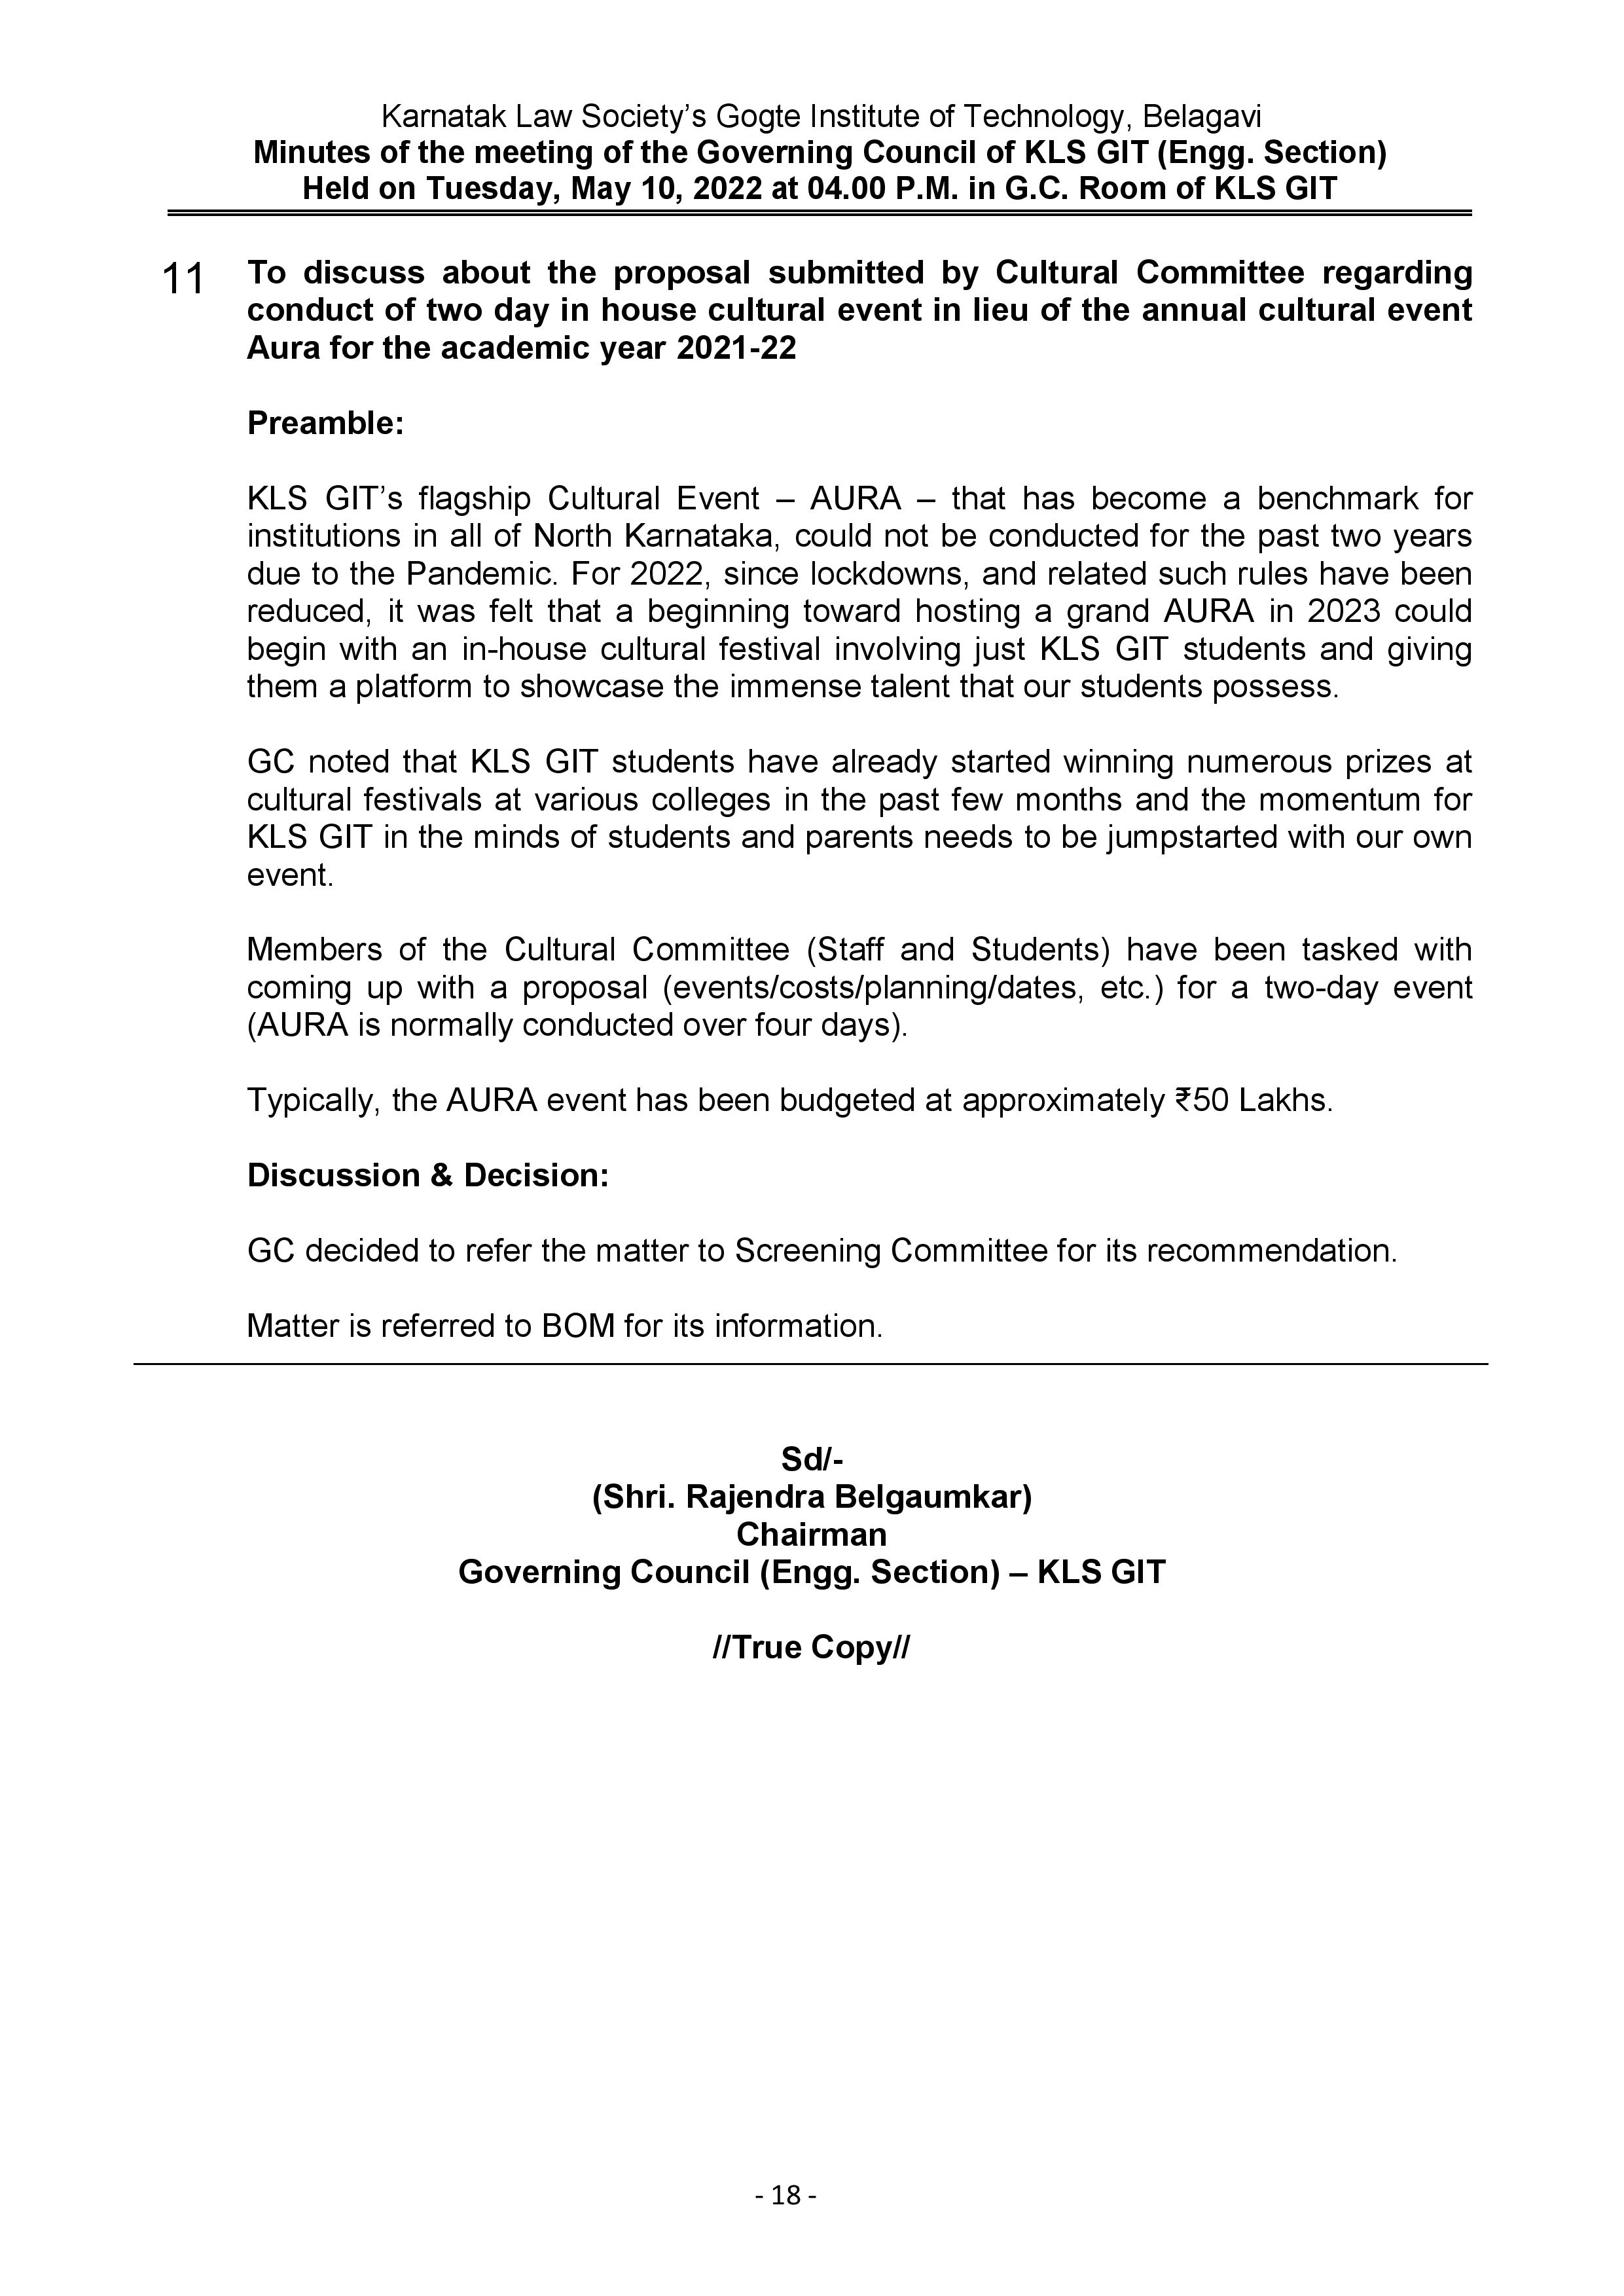 Karnatak Law Society’s Gogte Institute of Technology, Belagavi
Minutes of the meeting of the Governing Council of KLS GIT (Engg. Section)
Held on Tuesday, May 10, 2022 at 04.00 P.M. in G.C. Room of KLS GIT
11 To discuss about the proposal submitted by Cultural Committee regarding
conduct of two day in house cultural event in lieu of the annual cultural event
Aura for the academic year 2021-22
Preamble:
KLS GIT’s flagship Cultural Event – AURA – that has become a benchmark for
institutions in all of North Karnataka, could not be conducted for the past two years
due to the Pandemic. For 2022, since lockdowns, and related such rules have been
reduced, it was felt that a beginning toward hosting a grand AURA in 2023 could
begin with an in-house cultural festival involving just KLS GIT students and giving
them a platform to showcase the immense talent that our students possess.
GC noted that KLS GIT students have already started winning numerous prizes at
cultural festivals at various colleges in the past few months and the momentum for
KLS GIT in the minds of students and parents needs to be jumpstarted with our own
event.
Members of the Cultural Committee (Staff and Students) have been tasked with
coming up with a proposal (events/costs/planning/dates, etc.) for a two-day event
(AURA is normally conducted over four days).
Typically, the AURA event has been budgeted at approximately ₹50 Lakhs.
Discussion & Decision:
GC decided to refer the matter to Screening Committee for its recommendation.
Matter is referred to BOM for its information.
Sd/-
(Shri. Rajendra Belgaumkar)
Chairman
Governing Council (Engg. Section) – KLS GIT
//True Copy//
- 18 -